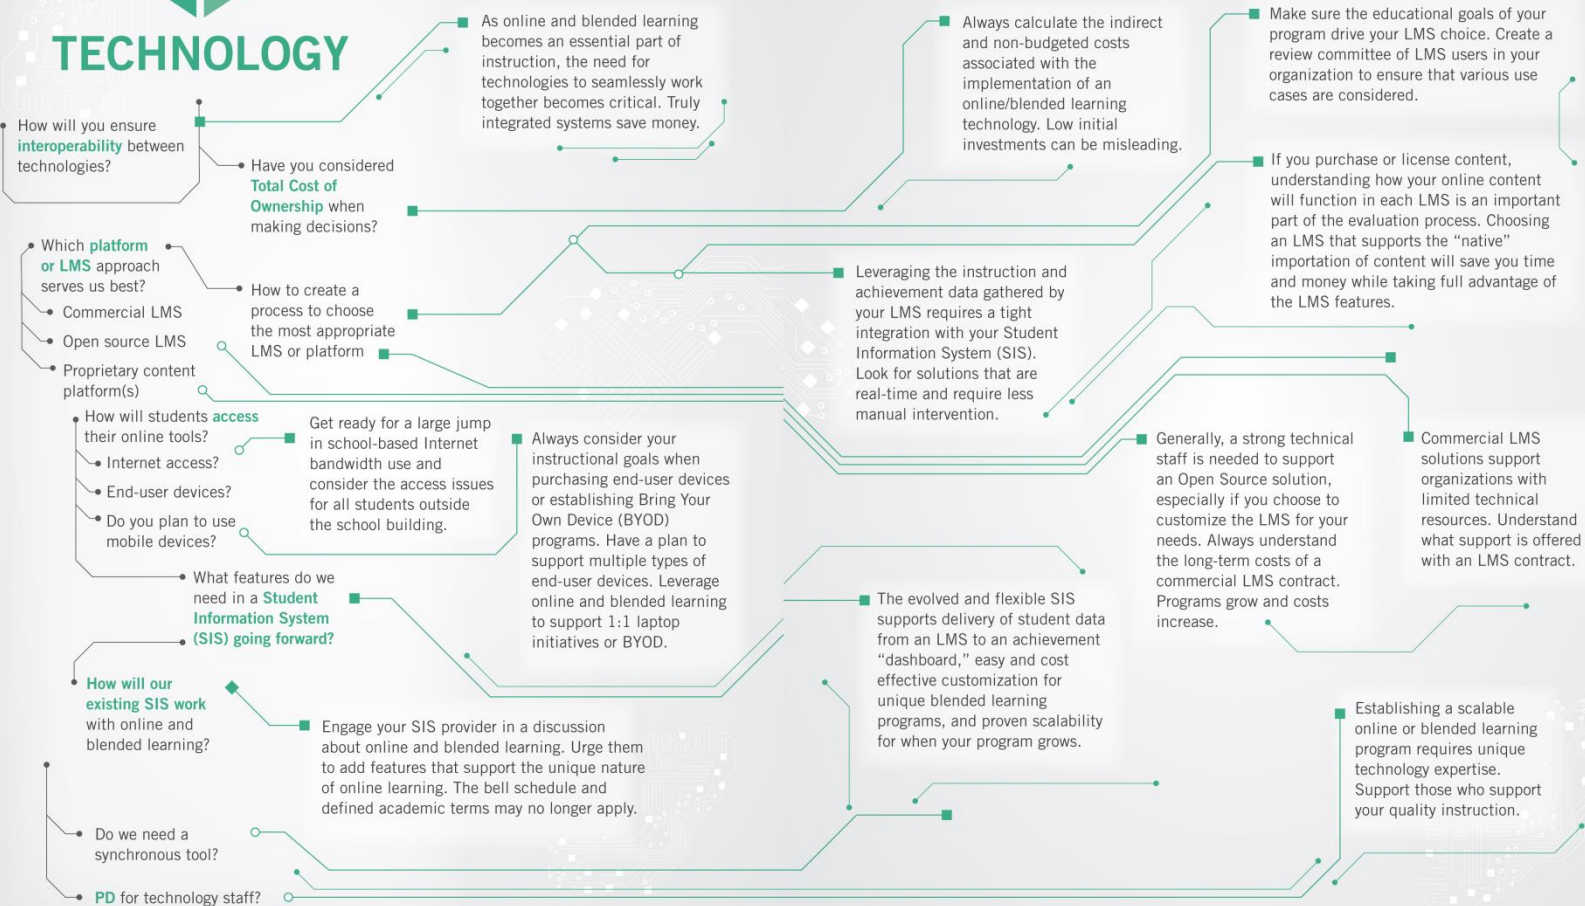 TECHNOLOGY
How will you ensure
interoperability between
technologies?
Have you considered
Total Cost of
Ownership when
making decisions?
Which platform
or LMS approach
serves us best?
Commercial LMS
Open source LMS
Proprietary content
platform(s)
How to create a
process to choose
the most appropriate
LMS or platform
How will students access
their online tools?
Internet access?
End-user devices?
Do you plan to use
mobile devices?
What features do we
need in a Student
Information System
(SIS) going forward?
How will our
existing SIS work
with online and
blended learning?
Do we need a
synchronous tool?
PD for technology staff?
As online and blended learning
becomes an essential part of
instruction, the need for
technologies to seamlessly work
together becomes critical. Truly
integrated systems save money.
Get ready for a large jump
in school-based Internet
bandwidth use and
consider the access issues
for all students outside
the school building.
Always consider your
instructional goals when
purchasing end-user devices
or establishing Bring Your
Own Device (BYOD)
programs. Have a plan to
support multiple types of
end-user devices. Leverage
online and blended learning
to support 1:1 laptop
initiatives or BYOD.
Engage your SIS provider in a discussion
about online and blended learning. Urge them
to add features that support the unique nature
of online learning. The bell schedule and
defined academic terms may no longer apply.
Always calculate the indirect
and non-budgeted costs
associated with the
implementation of an
online/blended learning
technology. Low initial
investments can be misleading.
Make sure the educational goals of your
program drive your LMS choice. Create a
review committee of LMS users in your
organization to ensure that various use
cases are considered.
If you purchase or license content,
understanding how your online content
will function in each LMS is an important
part of the evaluation process. Choosing
an LMS that supports the “native”
importation of content will save you time
and money while taking full advantage of
the LMS features.
Leveraging the instruction and
achievement data gathered by
your LMS requires a tight
integration with your Student
Information System (SIS).
Look for solutions that are
real-time and require less
manual intervention.
Generally, a strong technical
staff is needed to support
an Open Source solution,
especially if you choose to
customize the LMS for your
needs. Always understand
the long-term costs of a
commercial LMS contract.
Programs grow and costs
increase.
Commercial LMS
solutions support
organizations with
limited technical
resources. Understand
what support is offered
with an LMS contract.
The evolved and flexible SIS
supports delivery of student data
from an LMS to an achievement
“dashboard,” easy and cost
effective customization for
unique blended learning
programs, and proven scalability
for when your program grows.
Establishing a scalable
online or blended learning
program requires unique
technology expertise.
Support those who support
your quality instruction.